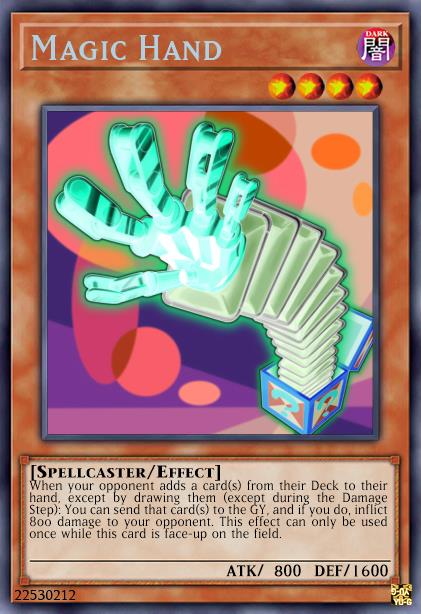 Magic Hand
DARK
闇
[Spellcaster/Effect]
When your opponent adds a card(s) from their Deck to their
hand, except by drawing them (except during the Damage
Step): You can send that card(s) to the GY, and if you do, inflict
800 damage to your opponent. This effect can only be used
once while this card is face-up on the field.
ATK/ 800 DEF/1600
22530212